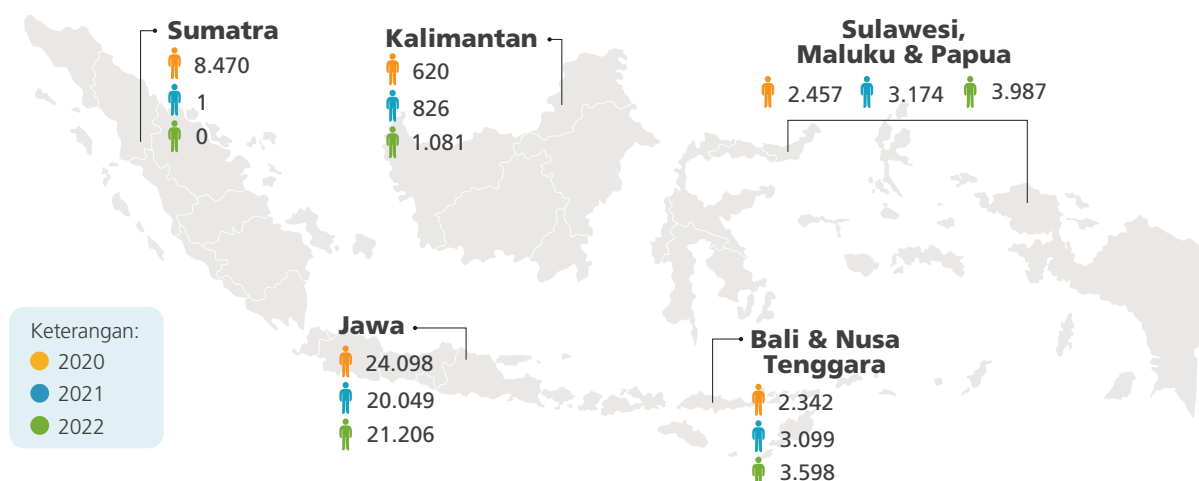 Sumatra
8.470
1
0
Kalimantan
620
826
1.081
Sulawesi,
Maluku & Papua
2.457 3.174 3.987
Keterangan:
2020
2021
2022
Jawa
24.098
20.049
21.206
Bali & Nusa
Tenggara
2.342
3.099
3.598